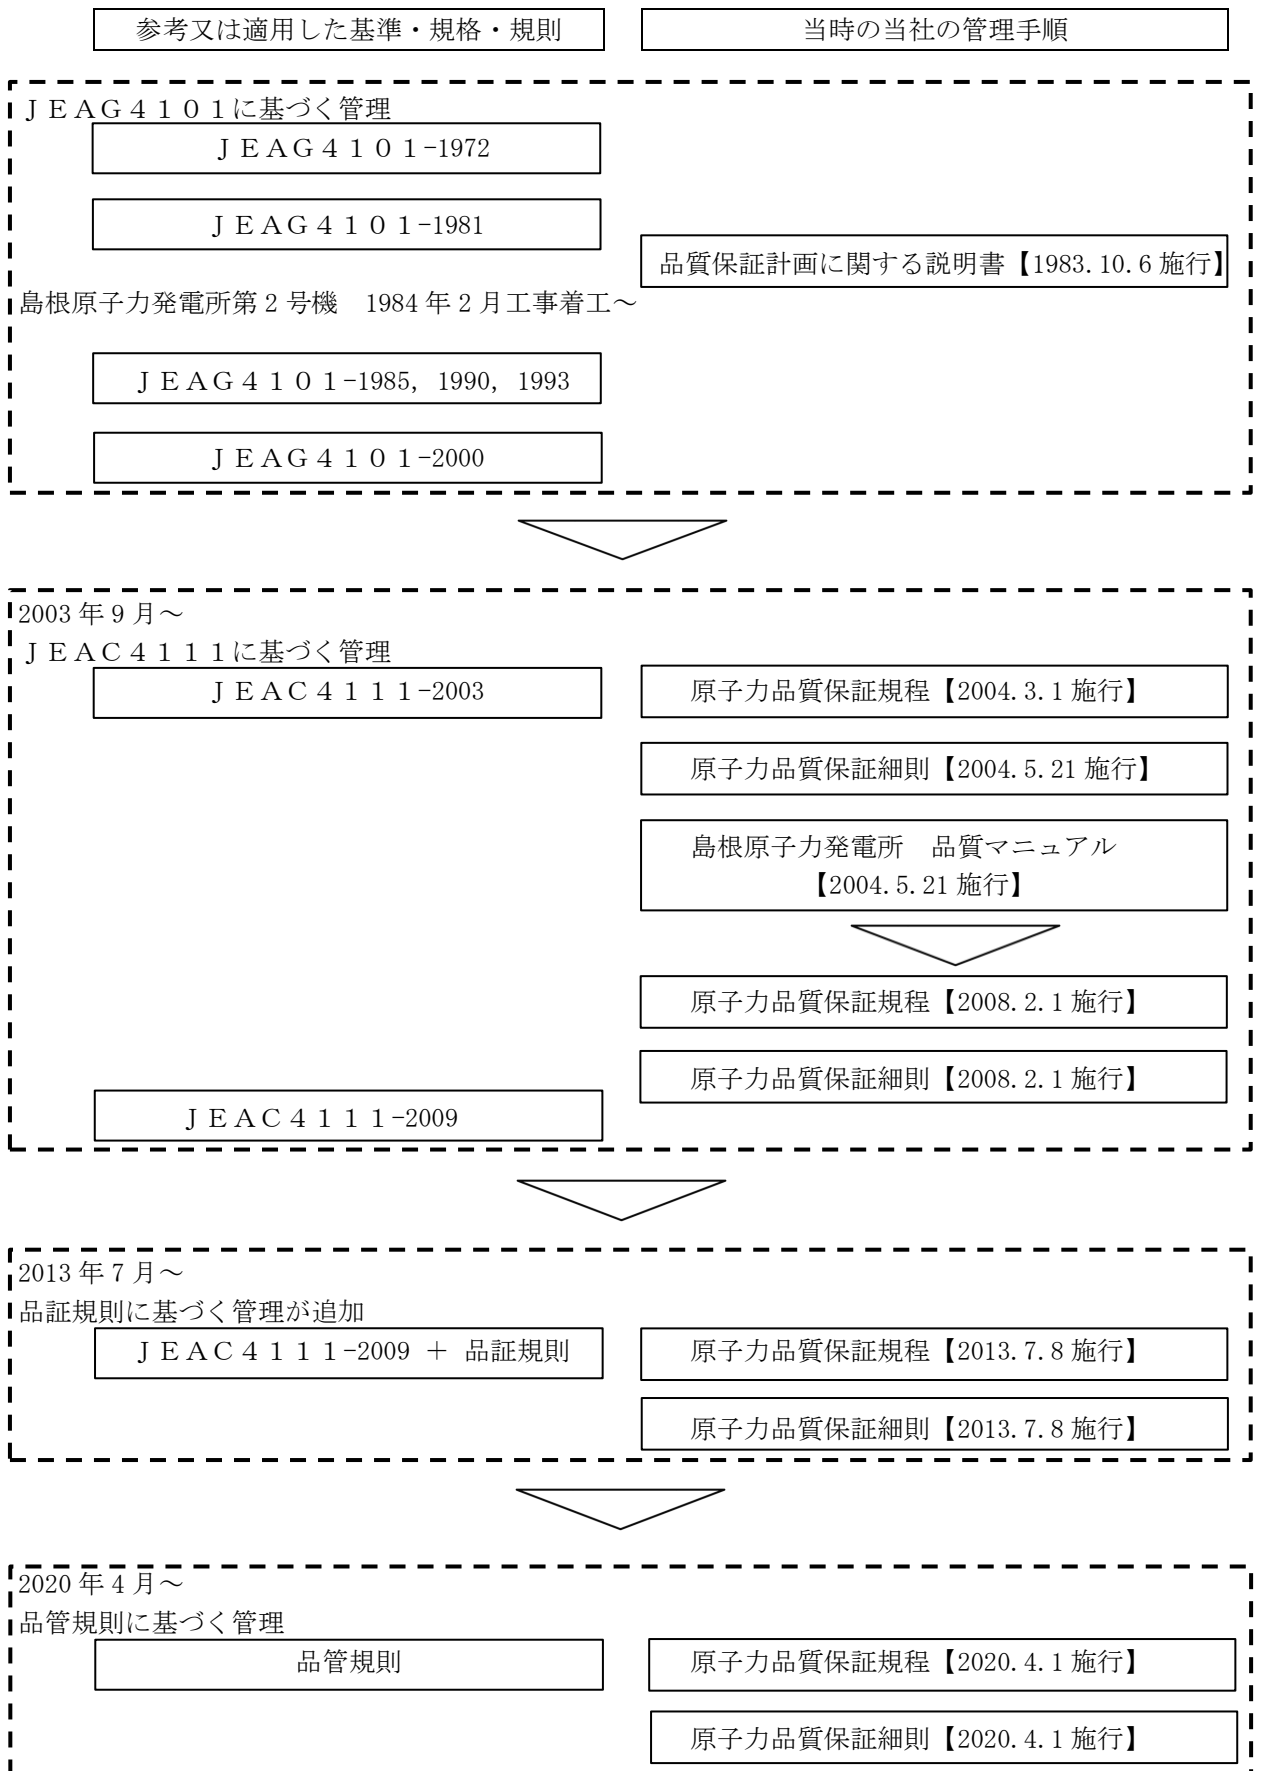 参考又は適用した基準・規格・規則
当時の当社の管理手順
ＪＥＡＧ４１０１に基づく管理
ＪＥＡＧ４１０１-1972
ＪＥＡＧ４１０１-1981
品質保証計画に関する説明書【1983.10.6 施行】
島根原子力発電所第 2 号機　1984 年 2 月工事着工～
ＪＥＡＧ４１０１-1985, 1990, 1993
ＪＥＡＧ４１０１-2000
2003 年 9 月～
ＪＥＡＣ４１１１に基づく管理
ＪＥＡＣ４１１１-2003
原子力品質保証規程【2004.3.1 施行】
原子力品質保証細則【2004.5.21 施行】
島根原子力発電所　品質マニュアル
【2004.5.21 施行】
原子力品質保証規程【2008.2.1 施行】
原子力品質保証細則【2008.2.1 施行】
ＪＥＡＣ４１１１-2009
2013 年 7 月～
品証規則に基づく管理が追加
ＪＥＡＣ４１１１-2009 ＋ 品証規則
原子力品質保証規程【2013.7.8 施行】
原子力品質保証細則【2013.7.8 施行】
2020 年 4 月～
品管規則に基づく管理
品管規則
原子力品質保証規程【2020.4.1 施行】
原子力品質保証細則【2020.4.1 施行】